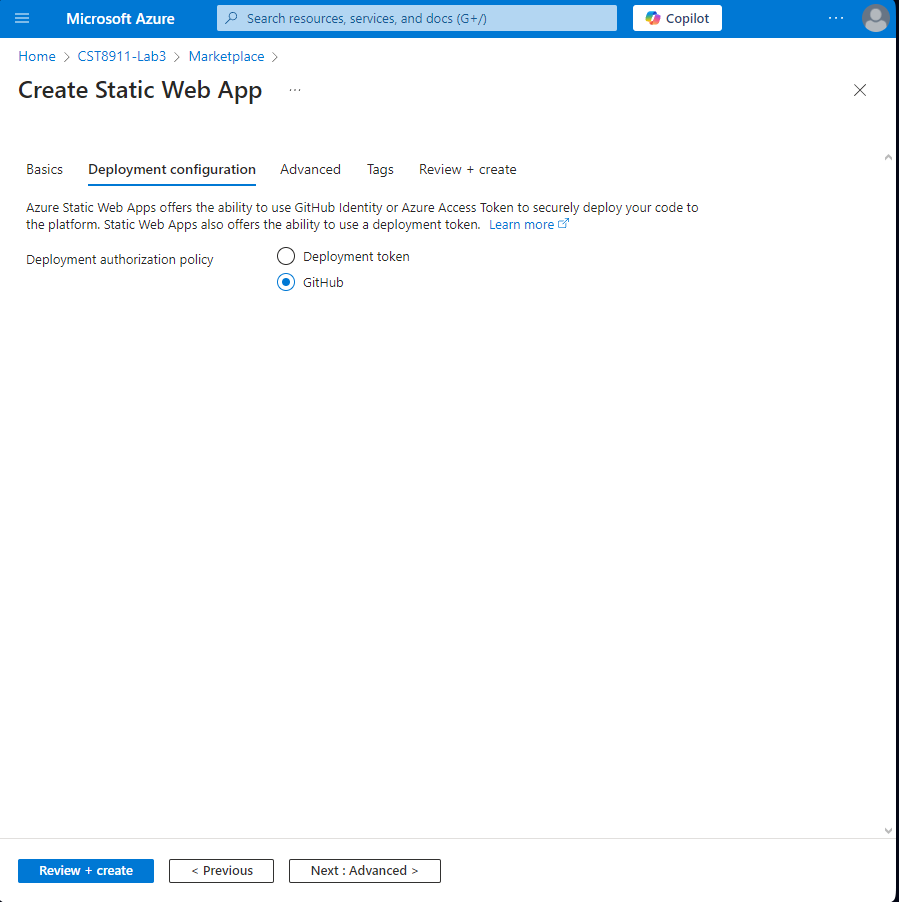 Microsoft Azure
Search resources, services, and docs (G+/)
Copilot
...
Home > CST8911-Lab3 > Marketplace >
Create Static Web App ...
Basics
Deployment configuration
Advanced
Tags
Review + create
Azure Static Web Apps offers the ability to use GitHub Identity or Azure Access Token to securely deploy your code to
the platform. Static Web Apps also offers the ability to use a deployment token. Learn more
Deployment authorization policy
Deployment token
GitHub
Review + create
< Previous
Next : Advanced >